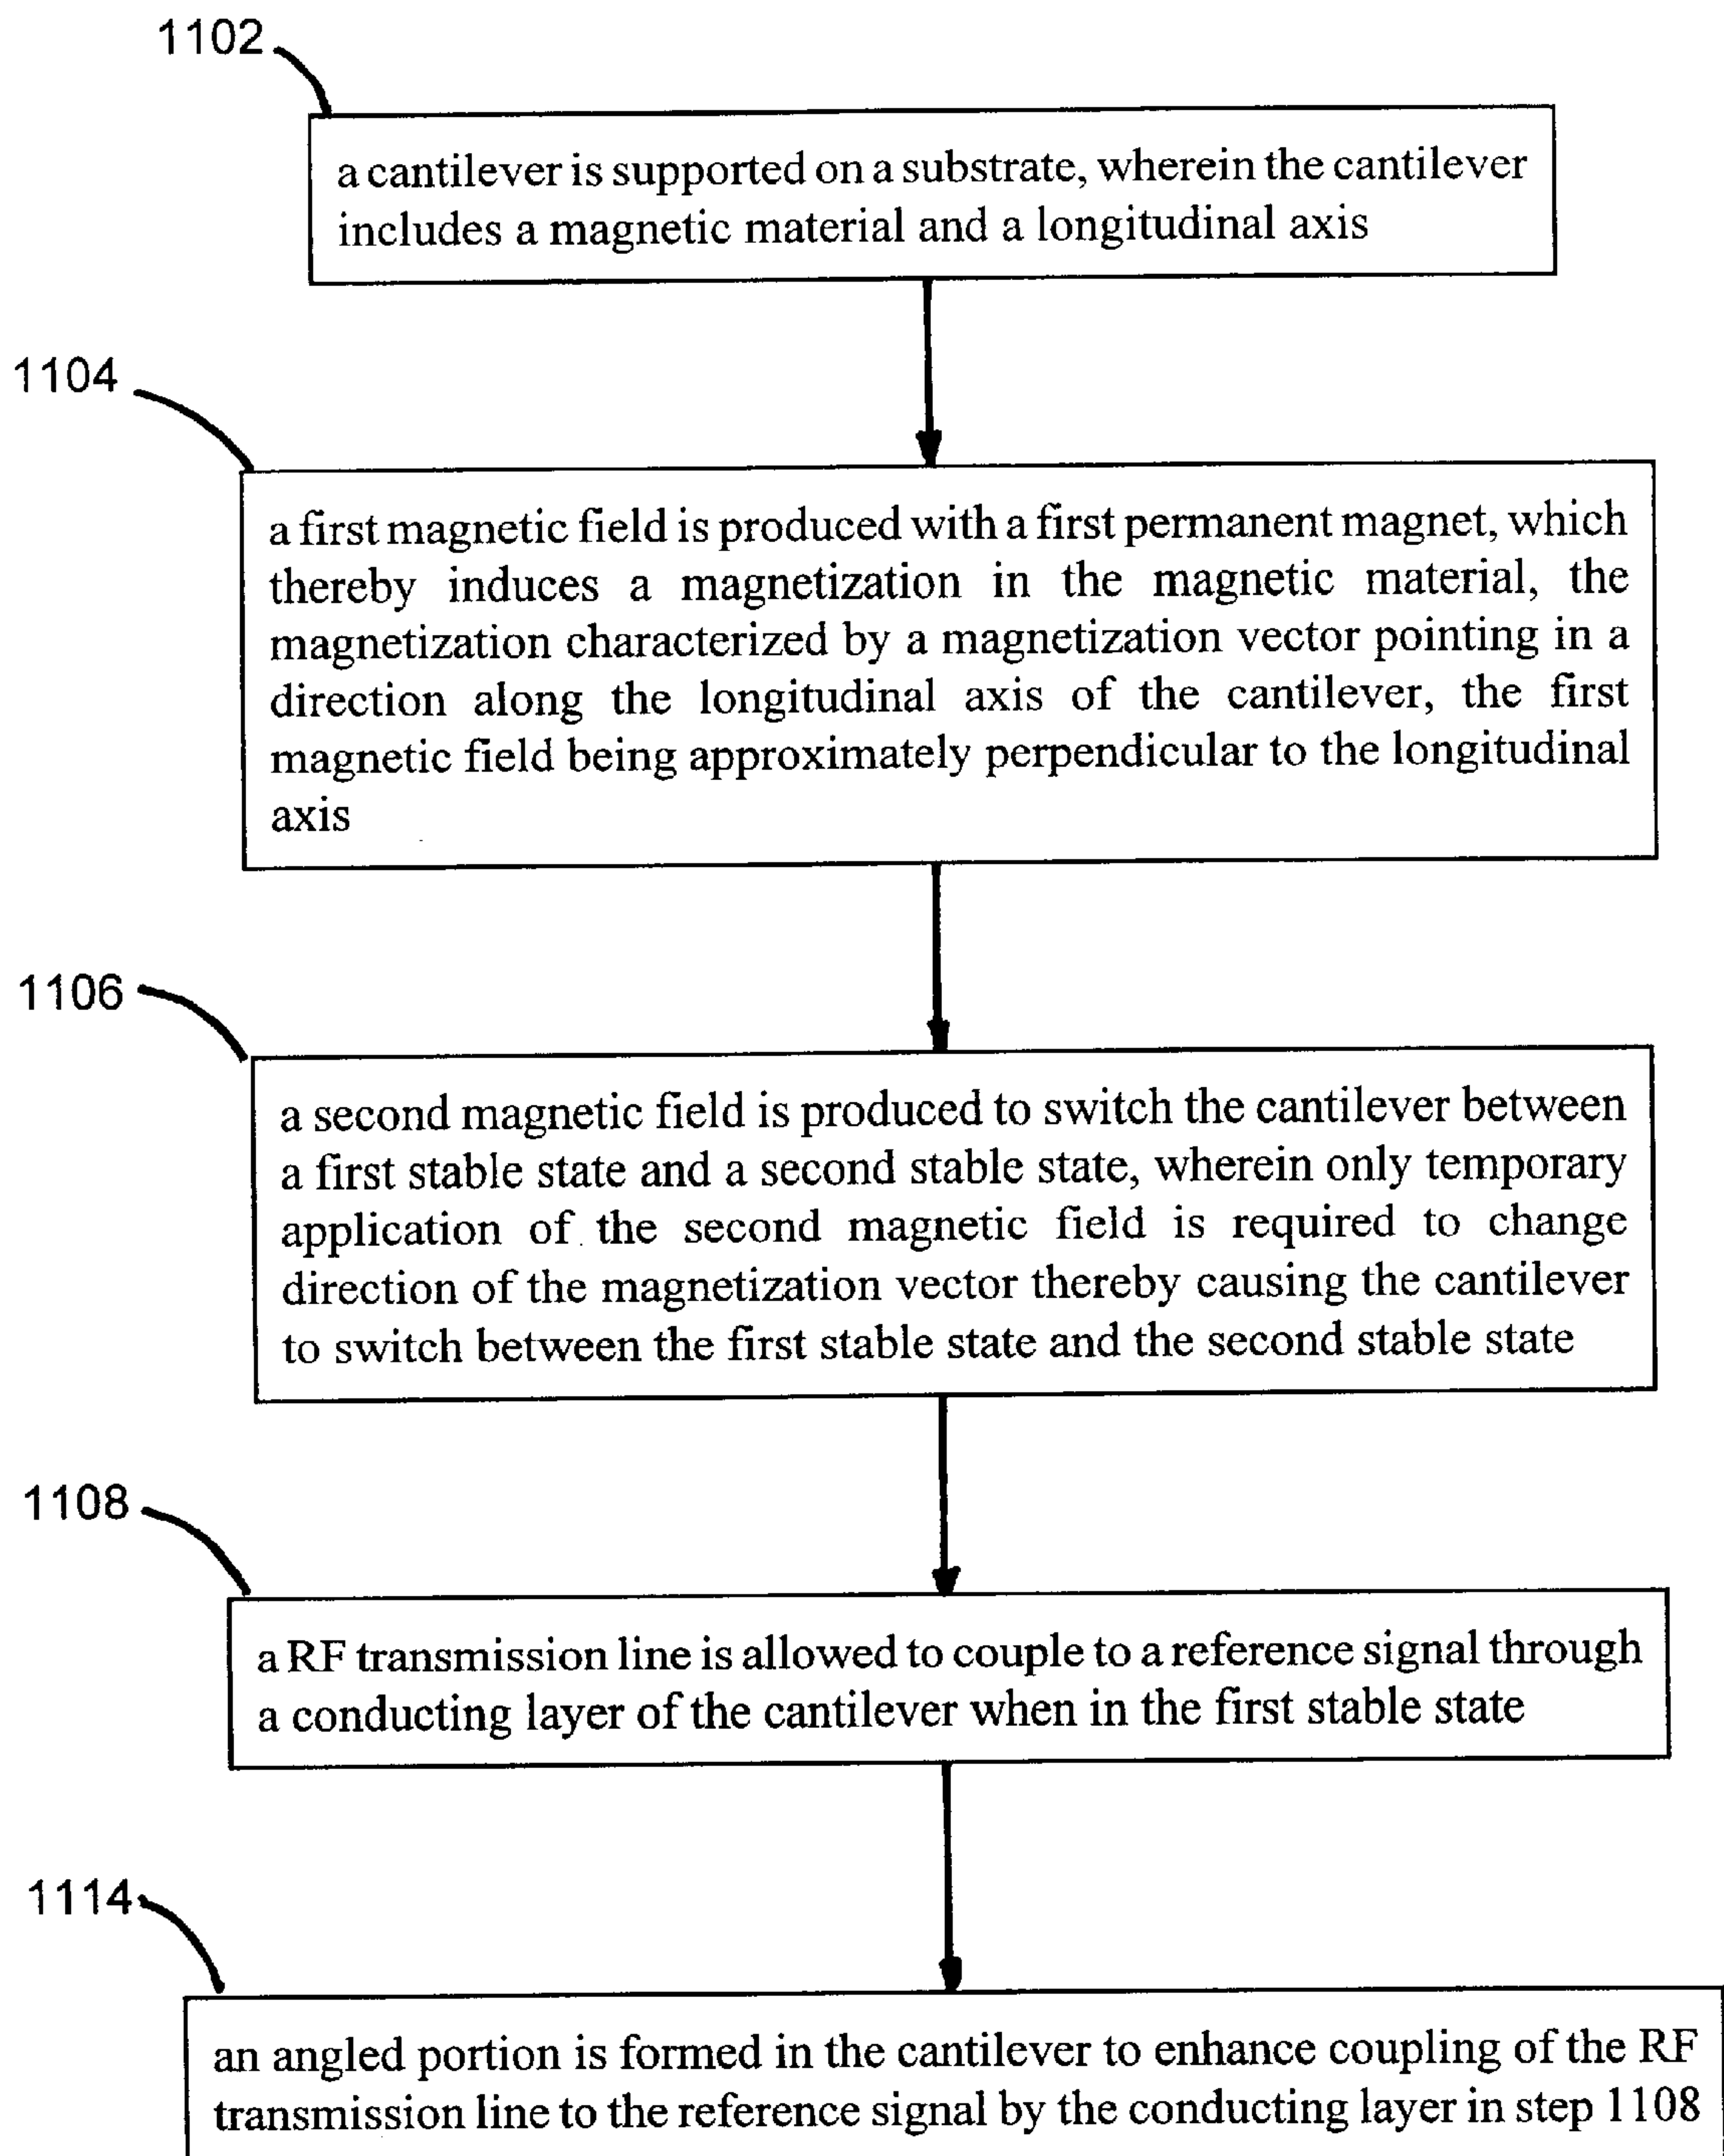 1102
a cantilever is supported on a substrate, wherein the cantilever
includes a magnetic material and a longitudinal axis
1104
a first magnetic field is produced with a first permanent magnet, which
thereby induces a magnetization in the magnetic material, the
magnetization characterized by a magnetization vector pointing in a
direction along the longitudinal axis of the cantilever, the first
magnetic field being approximately perpendicular to the longitudinal
axis
1106
a second magnetic field is produced to switch the cantilever between
a first stable state and a second stable state, wherein only temporary
application of the second magnetic field is required to change
direction of the magnetization vector thereby causing the cantilever
to switch between the first stable state and the second stable state
1108
a RF transmission line is allowed to couple to a reference signal through
a conducting layer of the cantilever when in the first stable state
1114
an angled portion is formed in the cantilever to enhance coupling of the RF
transmission line to the reference signal by the conducting layer in step 1108